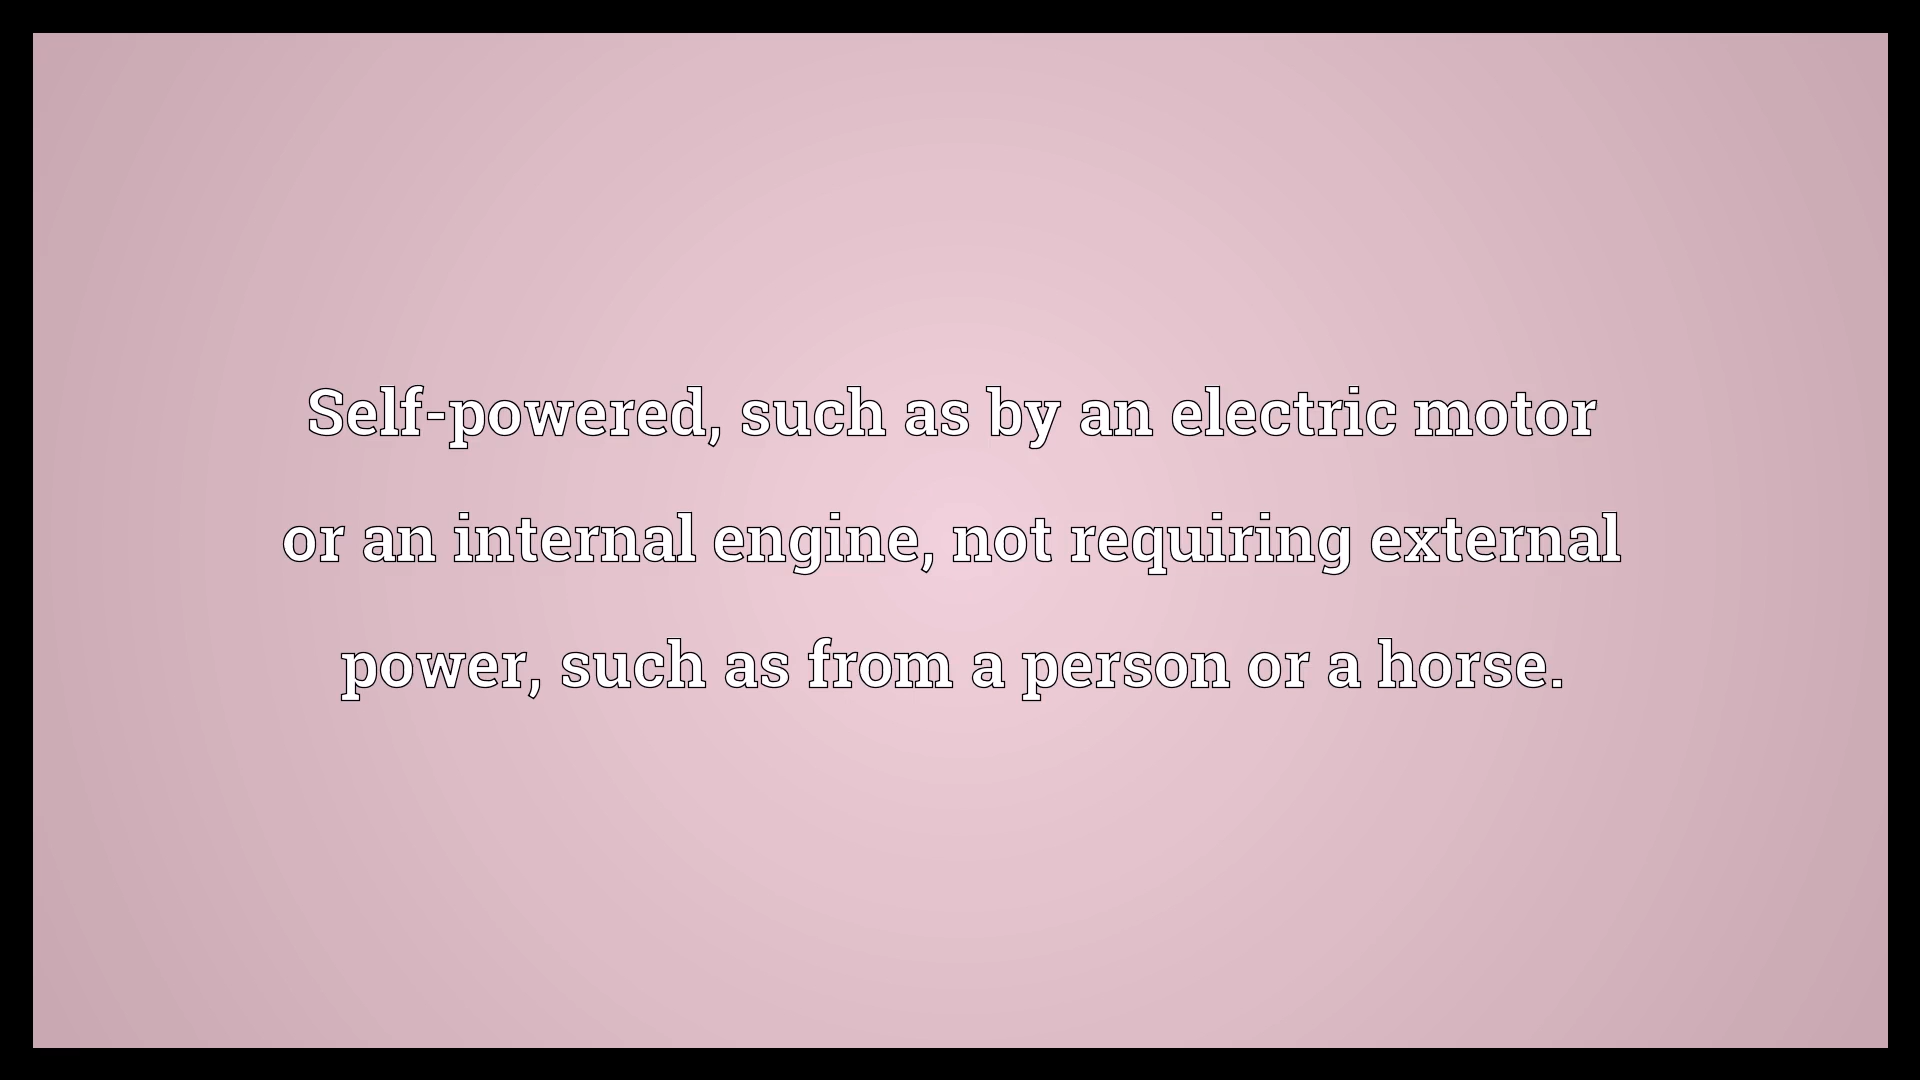 Self-powered, such as by an electric motor
or an internal engine, not requiring external
power, such as from a person or a horse.